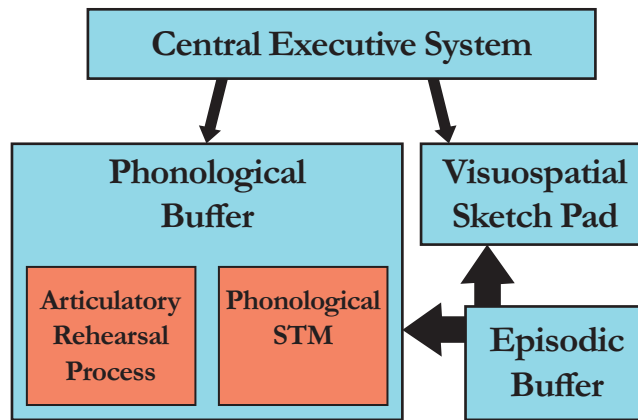 Central Executive System
Phonological
Buffer
Visuospatial
Sketch Pad
Articulatory
Rehearsal
Process
Phonological
STM
Episodic
Buffer